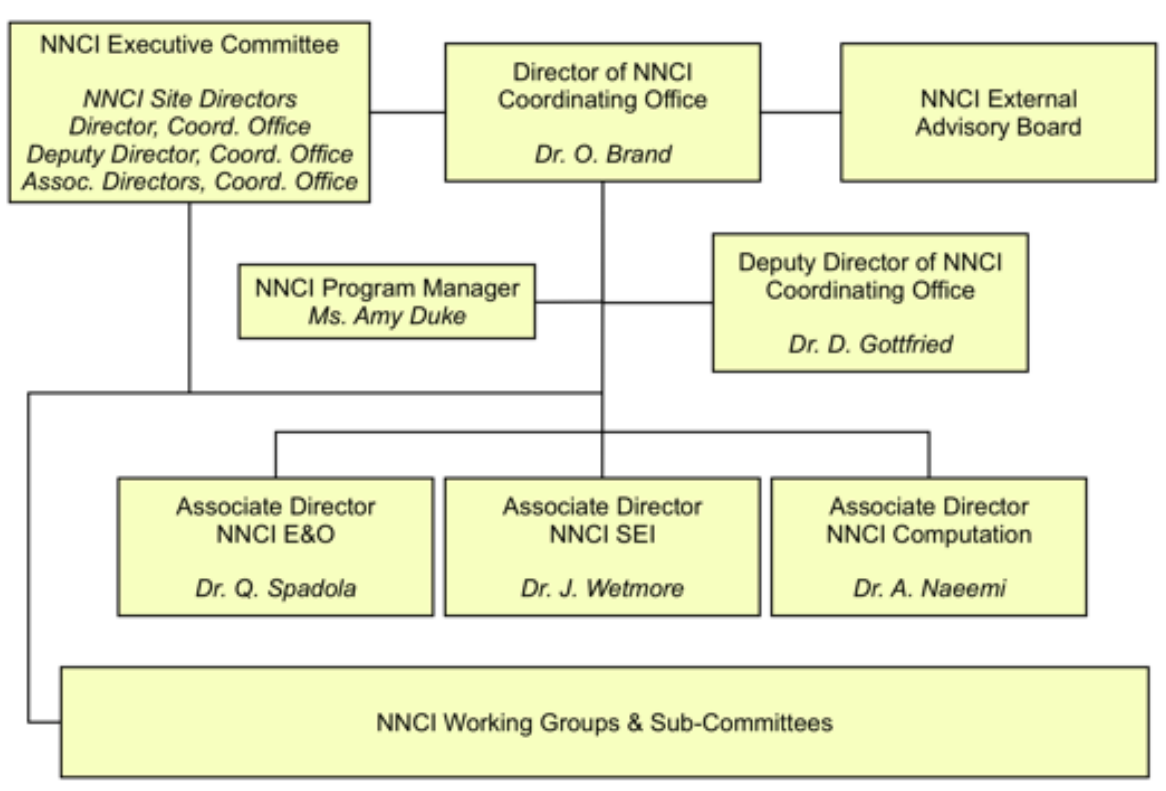 NNCI Executive Committee
NNCI Site Directors
Director, Coord. Office
Deputy Director, Coord. Office
Assoc. Directors, Coord. Office
Director of NNCI
Coordinating Office
Dr. O. Brand
NNCI External
Advisory Board
NNCI Program Manager
Ms. Amy Duke
Deputy Director of NNCI
Coordinating Office
Dr. D. Gottfried
Associate Director
NNCI E&O
Dr. Q. Spadola
Associate Director
NNCI SEI
Dr. J. Wetmore
Associate Director
NNCI Computation
Dr. A. Naeemi
NNCI Working Groups & Sub-Committees